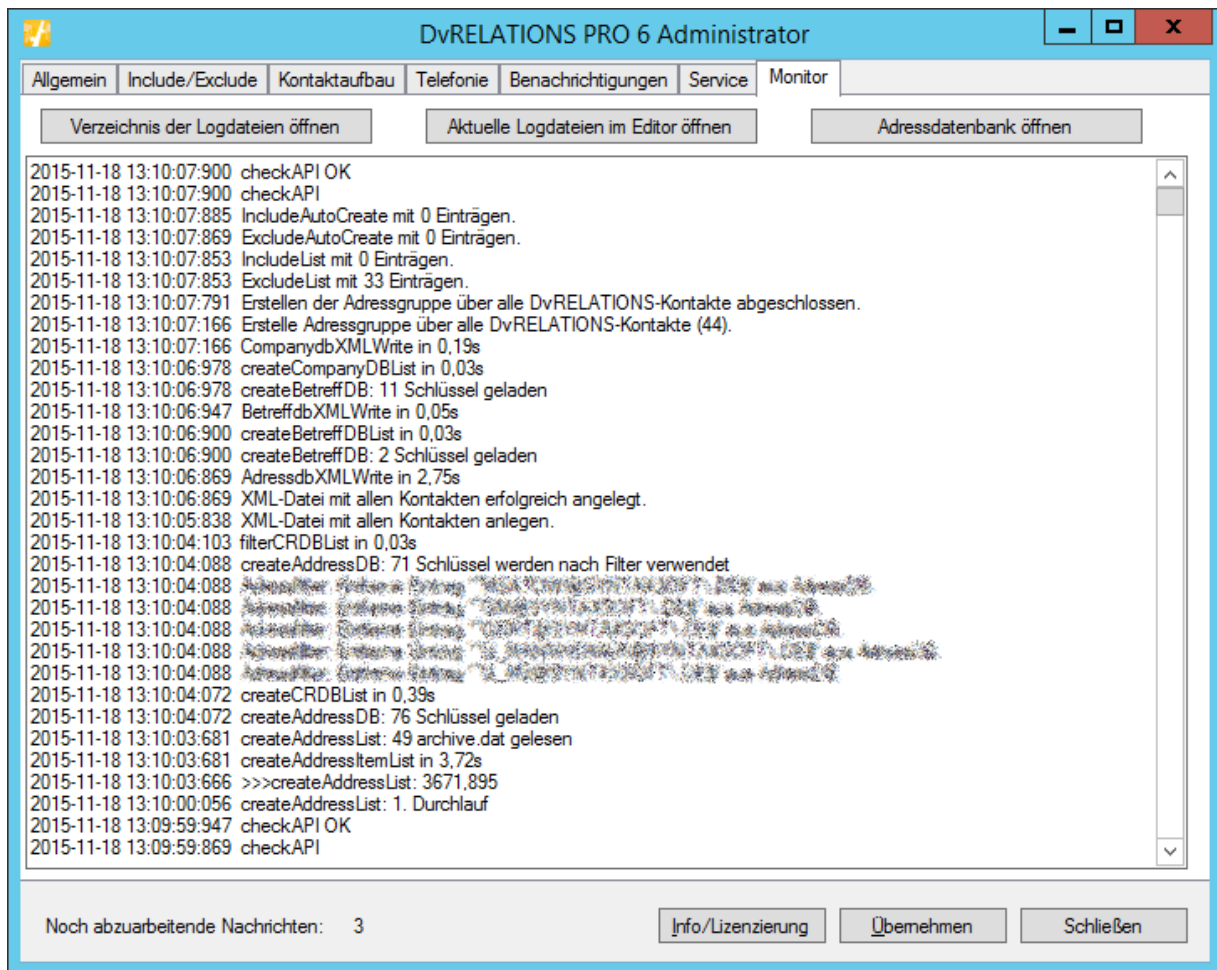 DvRELATIONS PRO 6 Administrator
Allgemein Include/Exclude Kontaktaufbau Telefonie Benachrichtigungen Service Monitor
Verzeichnis der Logdateien öffnen Aktuelle Logdateien im Editor öffnen Adressdatenbank öffnen
2015-11-18 13:10:07:900 checkAPI OK
2015-11-18 13:10:07:900 checkAPI
2015-11-18 13:10:07:885 IncludeAutoCreate mit 0 Einträgen.
2015-11-18 13:10:07:869 ExcludeAutoCreate mit 0 Einträgen.
2015-11-18 13:10:07:853 IncludeList mit 0 Einträgen.
2015-11-18 13:10:07:853 ExcludeList mit 33 Einträgen.
2015-11-18 13:10:07:791 Erstellen der Adressgruppe über alle DvRELATIONS-Kontakte abgeschlossen.
2015-11-18 13:10:07:166 Erstelle Adressgruppe über alle DvRELATIONS-Kontakte (44).
2015-11-18 13:10:07:166 CompanydbXMLWrite in 0,19s
2015-11-18 13:10:06:978 createCompanyDBList in 0,03s
2015-11-18 13:10:06:978 createBetreffDB: 11 Schlüssel geladen
2015-11-18 13:10:06:947 BetreffdbXMLWrite in 0,05s
2015-11-18 13:10:06:900 createBetreffDBList in 0,03s
2015-11-18 13:10:06:900 createBetreffDB: 2 Schlüssel geladen
2015-11-18 13:10:06:869 AdressdbXMLWrite in 2,75s
2015-11-18 13:10:06:869 XML-Datei mit allen Kontakten erfolgreich angelegt.
2015-11-18 13:10:05:838 XML-Datei mit allen Kontakten anlegen.
2015-11-18 13:10:04:103 filterCRDBList in 0,03s
2015-11-18 13:10:04:088 createAddressDB: 71 Schlüssel werden nach Filter verwendet
2015-11-18 13:10:04:088
2015-11-18 13:10:04:088
2015-11-18 13:10:04:088
2015-11-18 13:10:04:088
2015-11-18 13:10:04:088
2015-11-18 13:10:04:072 createCRDBList in 0,39s
2015-11-18 13:10:04:072 createAddressDB: 76 Schlüssel geladen
2015-11-18 13:10:03:681 createAddressList: 49 archive.dat gelesen
2015-11-18 13:10:03:681 createAddressItemList in 3,72s
2015-11-18 13:10:03:666 >>>createAddressList: 3671,895
2015-11-18 13:10:00:056 createAddressList: 1. Durchlauf
2015-11-18 13:09:59:947 checkAPI OK
2015-11-18 13:09:59:869 checkAPI
Noch abzuarbeitende Nachrichten: 3 Info/Lizenzierung Übernehmen Schließen